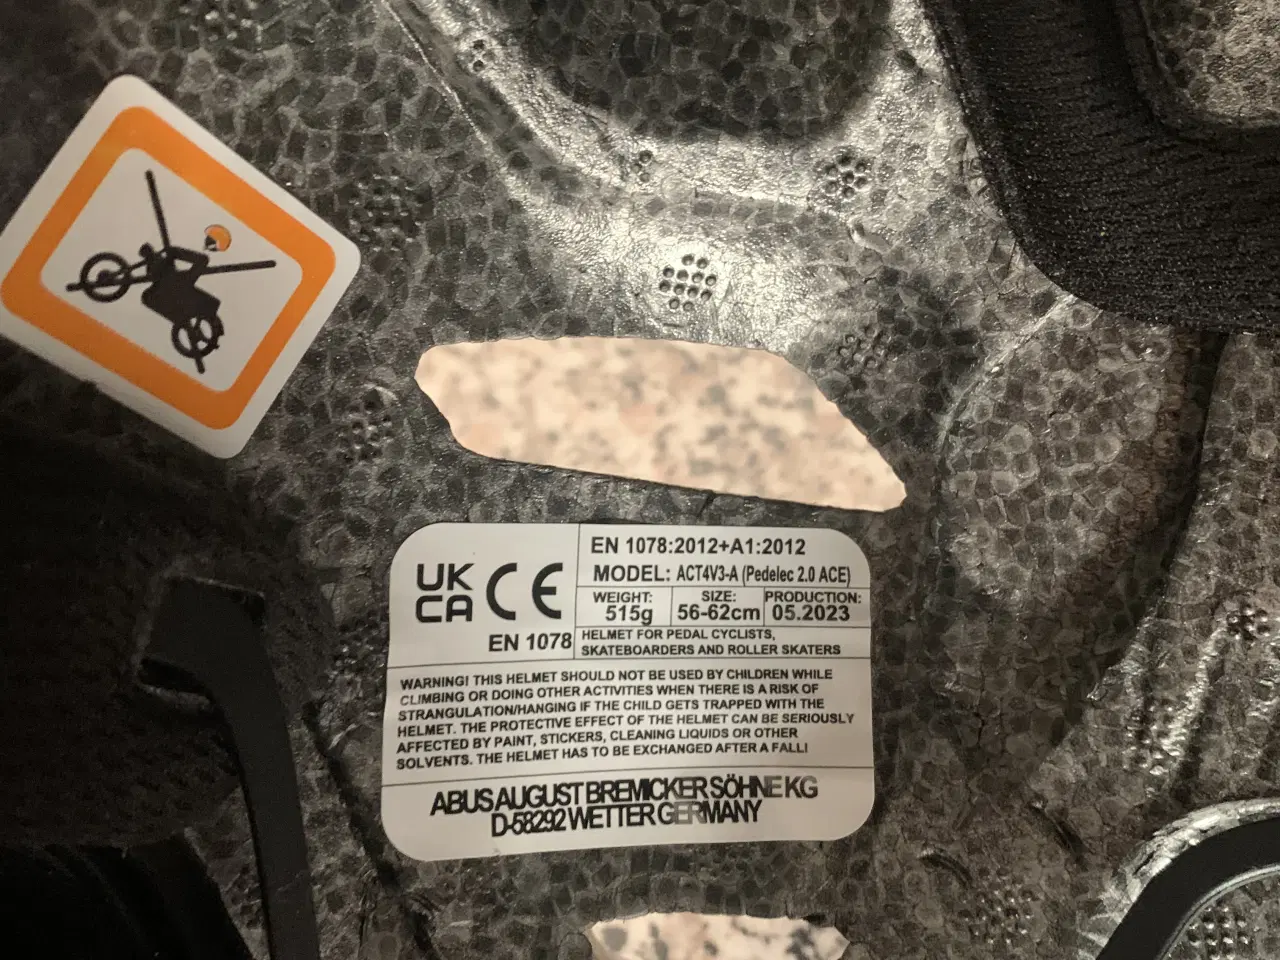 UK
CA CE
EN 1078
EN 1078:2012+A1:2012
MODEL: ACT4V3-A (Pedelec 2.0 ACE)
WEIGHT: SIZE: PRODUCTION:
515g 56-62cm 05.2023
HELMET FOR PEDAL CYCLISTS,
SKATEBOARDERS AND ROLLER SKATERS
WARNING! THIS HELMET SHOULD NOT BE USED BY CHILDREN WHILE
CLIMBING OR DOING OTHER ACTIVITIES WHEN THERE IS A RISK OF
STRANGULATION/HANGING IF THE CHILD GETS TRAPPED WITH THE
HELMET. THE PROTECTIVE EFFECT OF THE HELMET CAN BE SERIOUSLY
AFFECTED BY PAINT, STICKERS, CLEANING LIQUIDS OR OTHER
SOLVENTS. THE HELMET HAS TO BE EXCHANGED AFTER A FALL!
ABUS AUGUST BREMICKER SÖHNE KG
D-58292 WETTER GERMANY